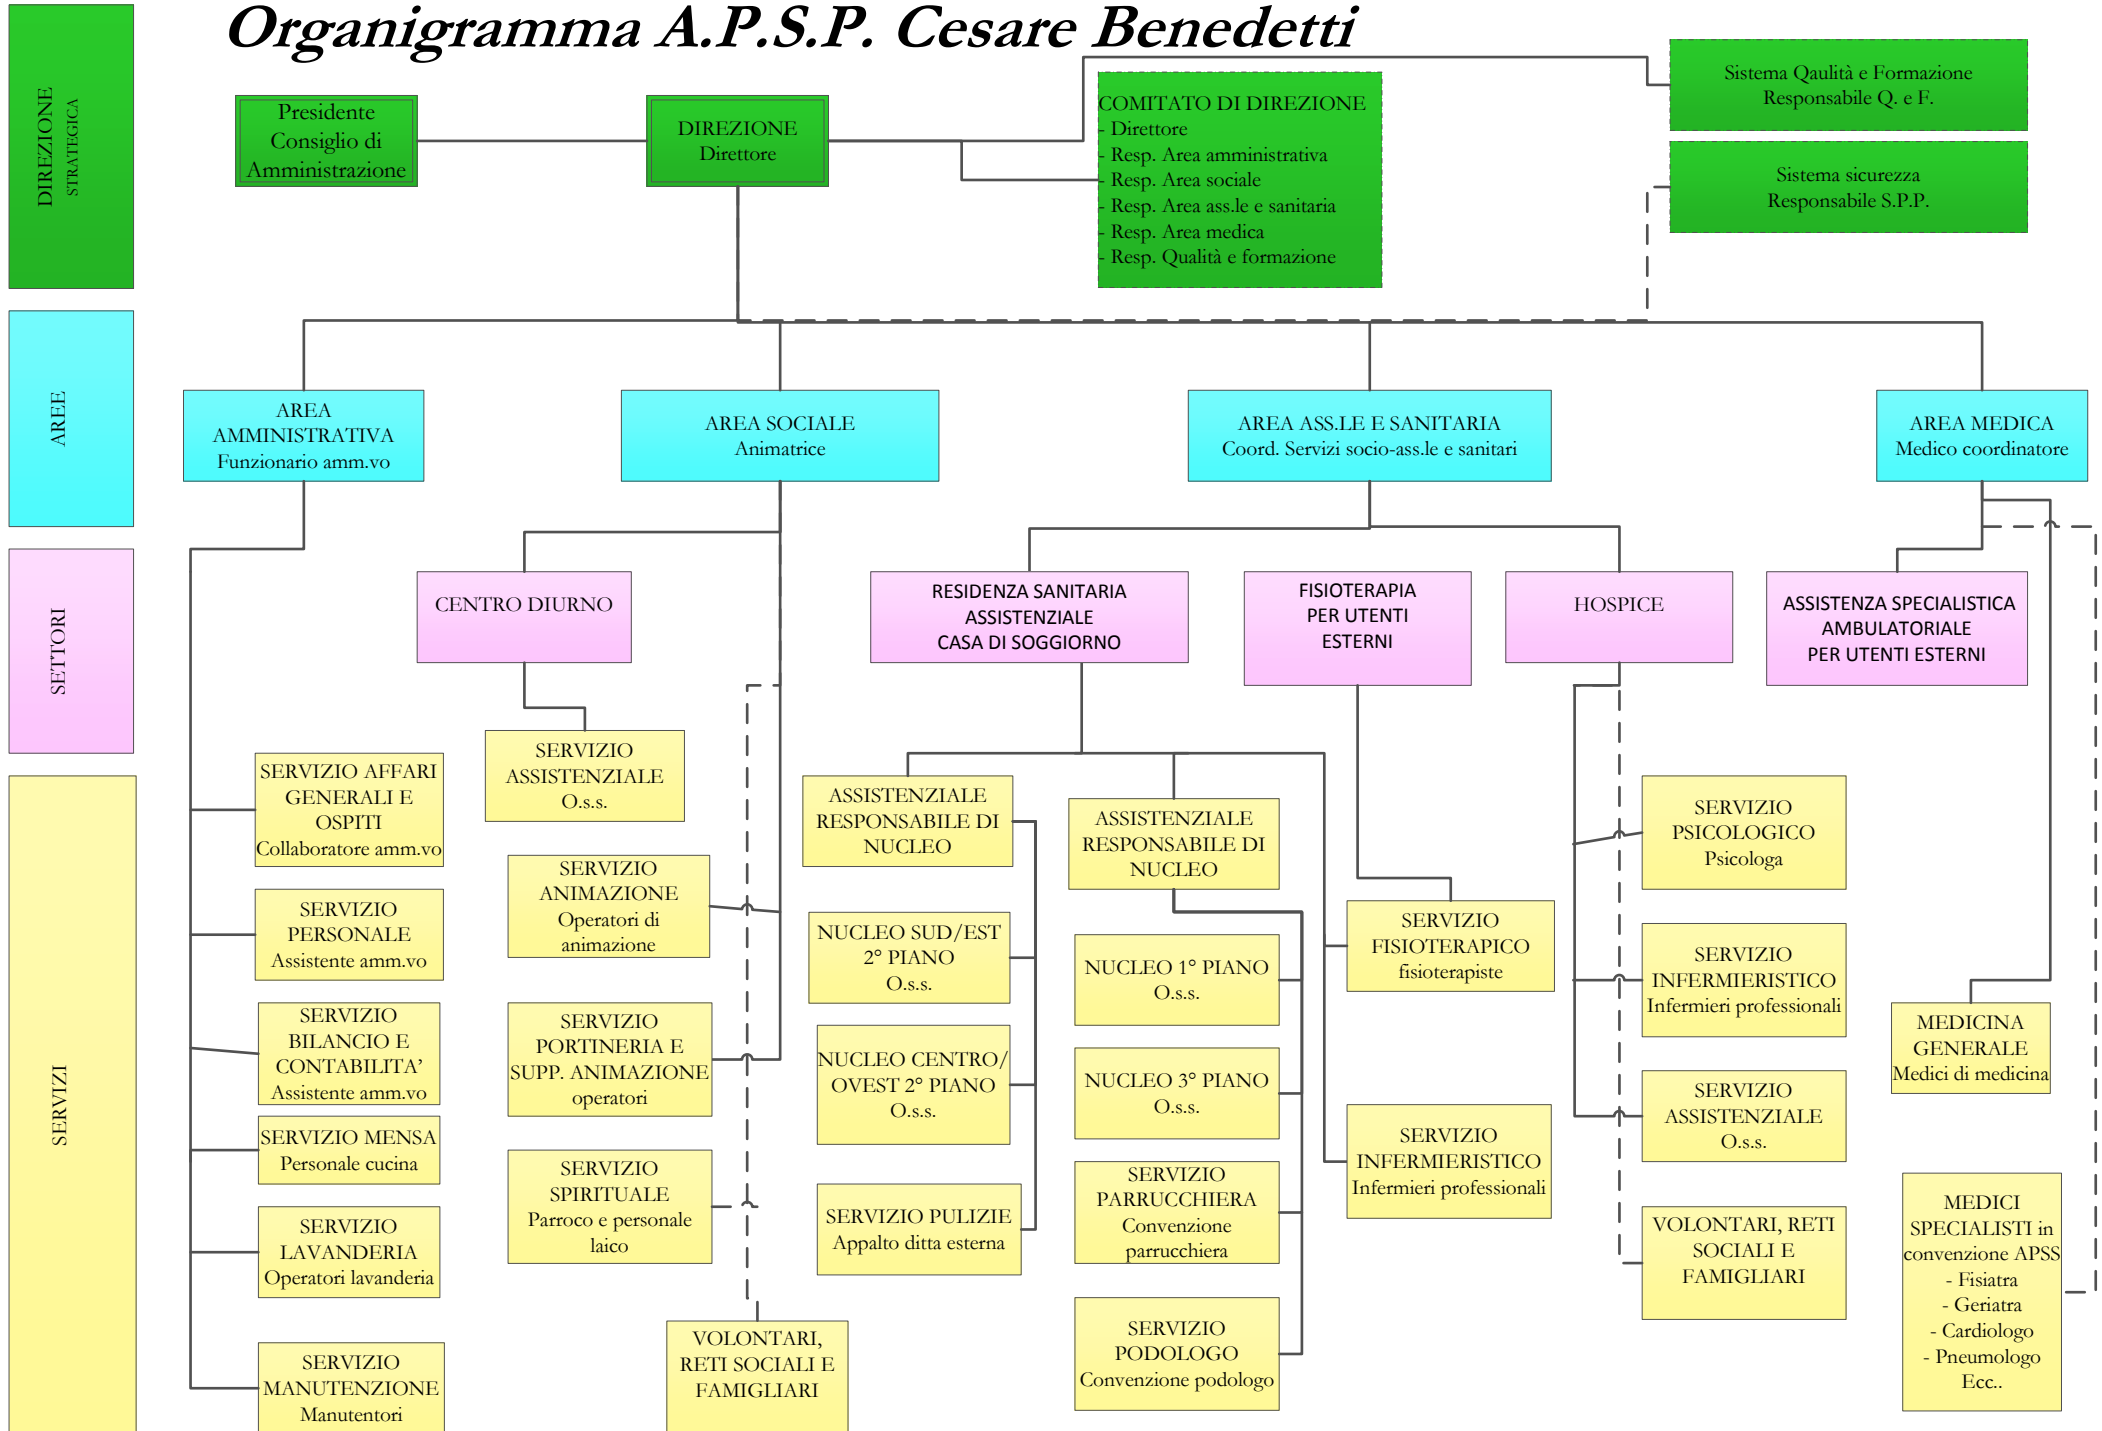 Organigramma A.P.S.P. Cesare Benedetti
DIREZIONE
STRATEGICA
Presidente
Consiglio di
Amministrazione
DIREZIONE
Direttore
COMITATO DI DIREZIONE
- Direttore
- Resp. Area amministrativa
- Resp. Area sociale
- Resp. Area ass.le e sanitaria
- Resp. Area medica
- Resp. Qualità e formazione
Sistema Qaulità e Formazione
Responsabile Q. e F.
Sistema sicurezza
Responsabile S.P.P.
AREE
AREA
AMMINISTRATIVA
Funzionario amm.vo
AREA SOCIALE
Animatrice
AREA ASS.LE E SANITARIA
Coord. Servizi socio-ass.le e sanitari
AREA MEDICA
Medico coordinatore
SETTORI
CENTRO DIURNO
RESIDENZA SANITARIA
ASSISTENZIALE
CASA DI SOGGIORNO
FISIOTERAPIA
PER UTENTI
ESTERNI
HOSPICE
ASSISTENZA SPECIALISTICA
AMBULATORIALE
PER UTENTI ESTERNI
SERVIZI
SERVIZIO AFFARI
GENERALI E
OSPITI
Collaboratore amm.vo
SERVIZIO
PERSONALE
Assistente amm.vo
SERVIZIO
BILANCIO E
CONTABILITA’
Assistente amm.vo
SERVIZIO MENSA
Personale cucina
SERVIZIO
LAVANDERIA
Operatori lavanderia
SERVIZIO
MANUTENZIONE
Manutentori
SERVIZIO
ASSISTENZIALE
O.s.s.
SERVIZIO
ANIMAZIONE
Operatori di
animazione
SERVIZIO
PORTINERIA E
SUPP. ANIMAZIONE
operatori
SERVIZIO
SPIRITUALE
Parroco e personale
laico
VOLONTARI,
RETI SOCIALI E
FAMIGLIARI
ASSISTENZIALE
RESPONSABILE DI
NUCLEO
NUCLEO SUD/EST
2° PIANO
O.s.s.
NUCLEO CENTRO/
OVEST 2° PIANO
O.s.s.
SERVIZIO PULIZIE
Appalto ditta esterna
ASSISTENZIALE
RESPONSABILE DI
NUCLEO
NUCLEO 1° PIANO
O.s.s.
NUCLEO 3° PIANO
O.s.s.
SERVIZIO
PARRUCCHIERA
Convenzione
parrucchiera
SERVIZIO
PODOLOGO
Convenzione podologo
SERVIZIO
FISIOTERAPICO
fisioterapiste
SERVIZIO
INFERMIERISTICO
Infermieri professionali
SERVIZIO
PSICOLOGICO
Psicologa
SERVIZIO
INFERMIERISTICO
Infermieri professionali
SERVIZIO
ASSISTENZIALE
O.s.s.
VOLONTARI, RETI
SOCIALI E
FAMIGLIARI
MEDICINA
GENERALE
Medici di medicina
MEDICI
SPECIALISTI in
convenzione APSS
- Fisiatra
- Geriatra
- Cardiologo
- Pneumologo
Ecc..